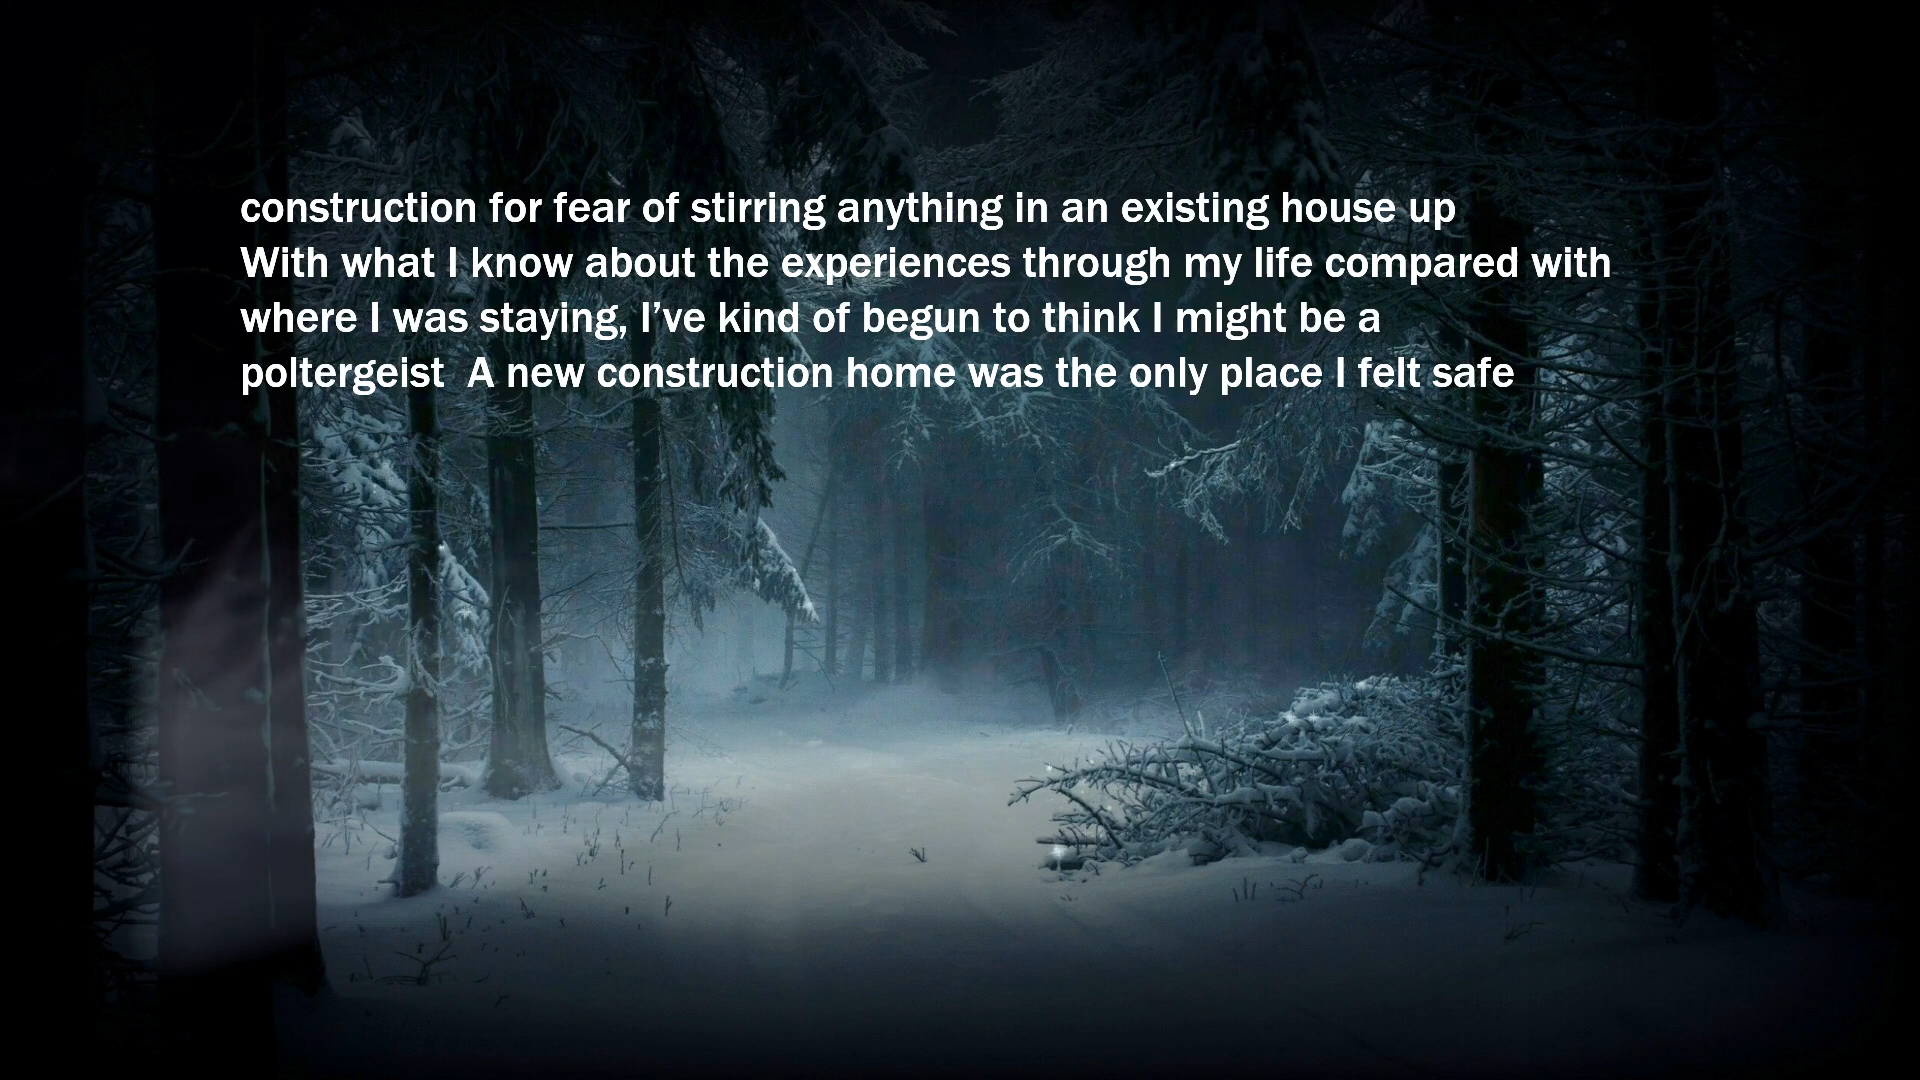 construction for fear of stirring anything in an existing house up
With what I know about the experiences through my life compared with
where I was staying, I’ve kind of begun to think I might be a
poltergeist  A new construction home was the only place I felt safe